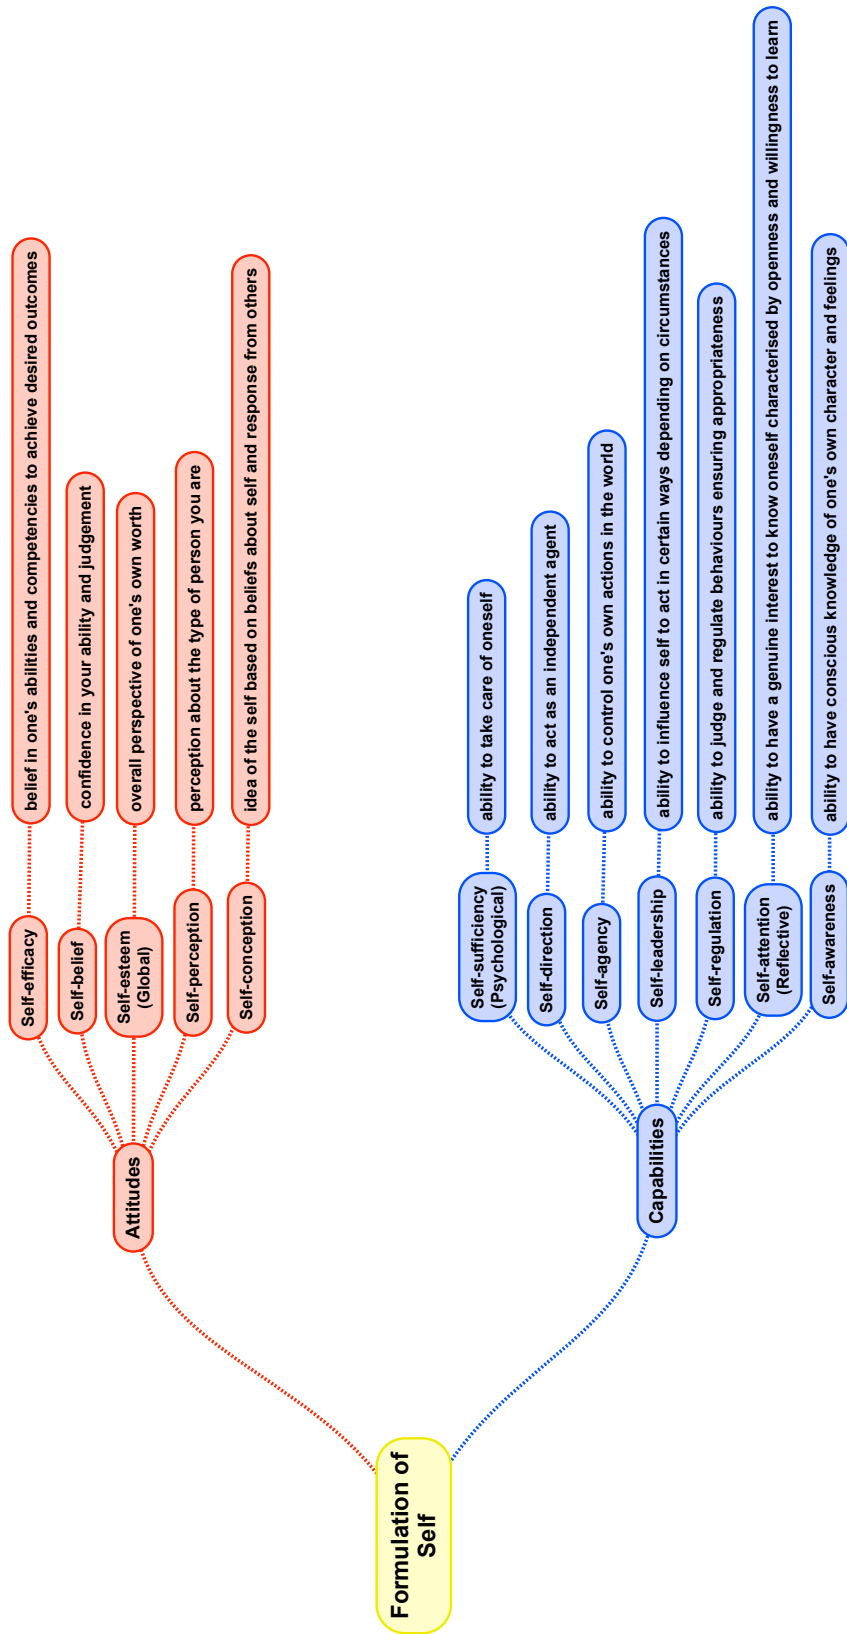 Formulation of
Self
Attitudes
Self-efficacy
belief in one's abilities and competencies to achieve desired outcomes
Self-belief
confidence in your ability and judgement
Self-esteem
(Global)
overall perspective of one's own worth
Self-perception
perception about the type of person you are
Self-conception
idea of the self based on beliefs about self and response from others
Capabilities
Self-sufficiency
(Psychological)
ability to take care of oneself
Self-direction
ability to act as an independent agent
Self-agency
ability to control one's own actions in the world
Self-leadership
ability to influence self to act in certain ways depending on circumstances
Self-regulation
ability to judge and regulate behaviours ensuring appropriateness
Self-attention
(Reflective)
ability to have a genuine interest to know oneself characterised by openness and willingness to learn
Self-awareness
ability to have conscious knowledge of one's own character and feelings